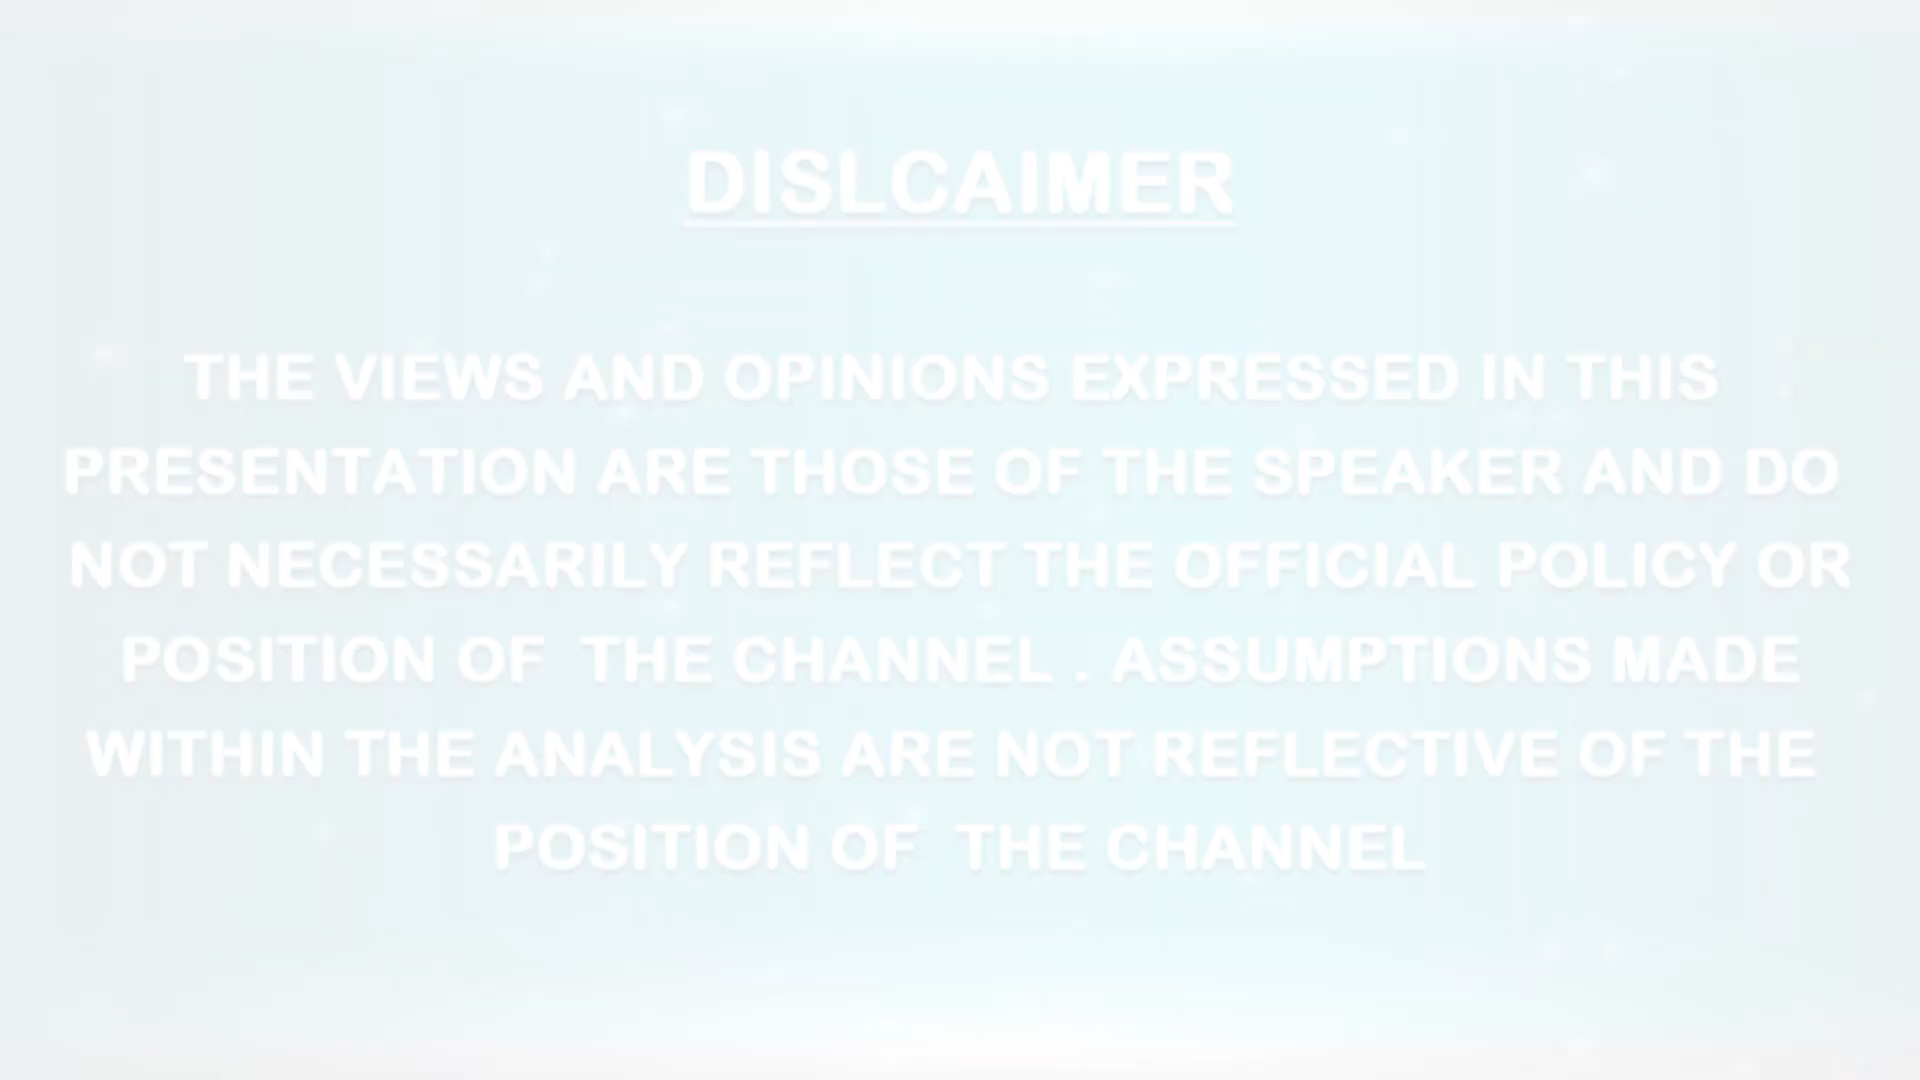 DISLCAIMER
THE VIEWS AND OPINIONS EXPRESSED IN THIS
PRESENTATION ARE THOSE OF THE SPEAKER AND DO
NOT NECESSARILY REFLECT THE OFFICIAL POLICY OR
POSITION OF  THE CHANNEL . ASSUMPTIONS MADE
WITHIN THE ANALYSIS ARE NOT REFLECTIVE OF THE
POSITION OF  THE CHANNEL